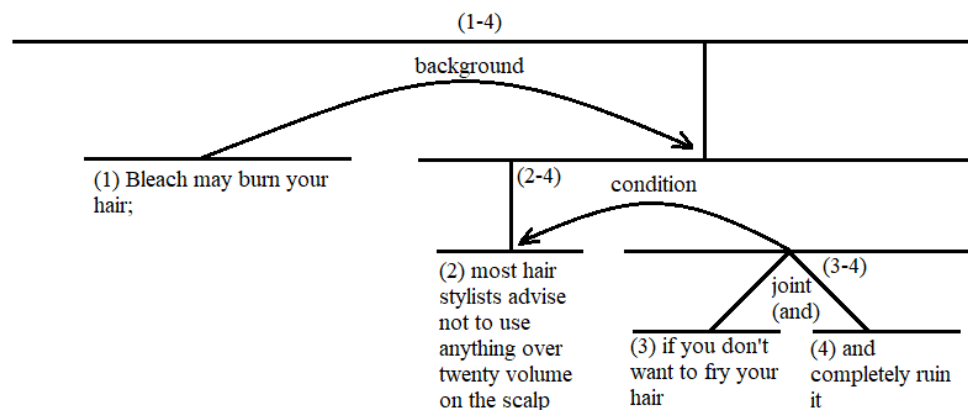 (1-4)
background
(1) Bleach may burn your
hair;
(2-4)
condition
(2) most hair
stylists advise
not to use
anything over
twenty volume
on the scalp
(3-4)
joint
(and)
(3) if you don't
want to fry your
hair
(4) and
completely ruin
it